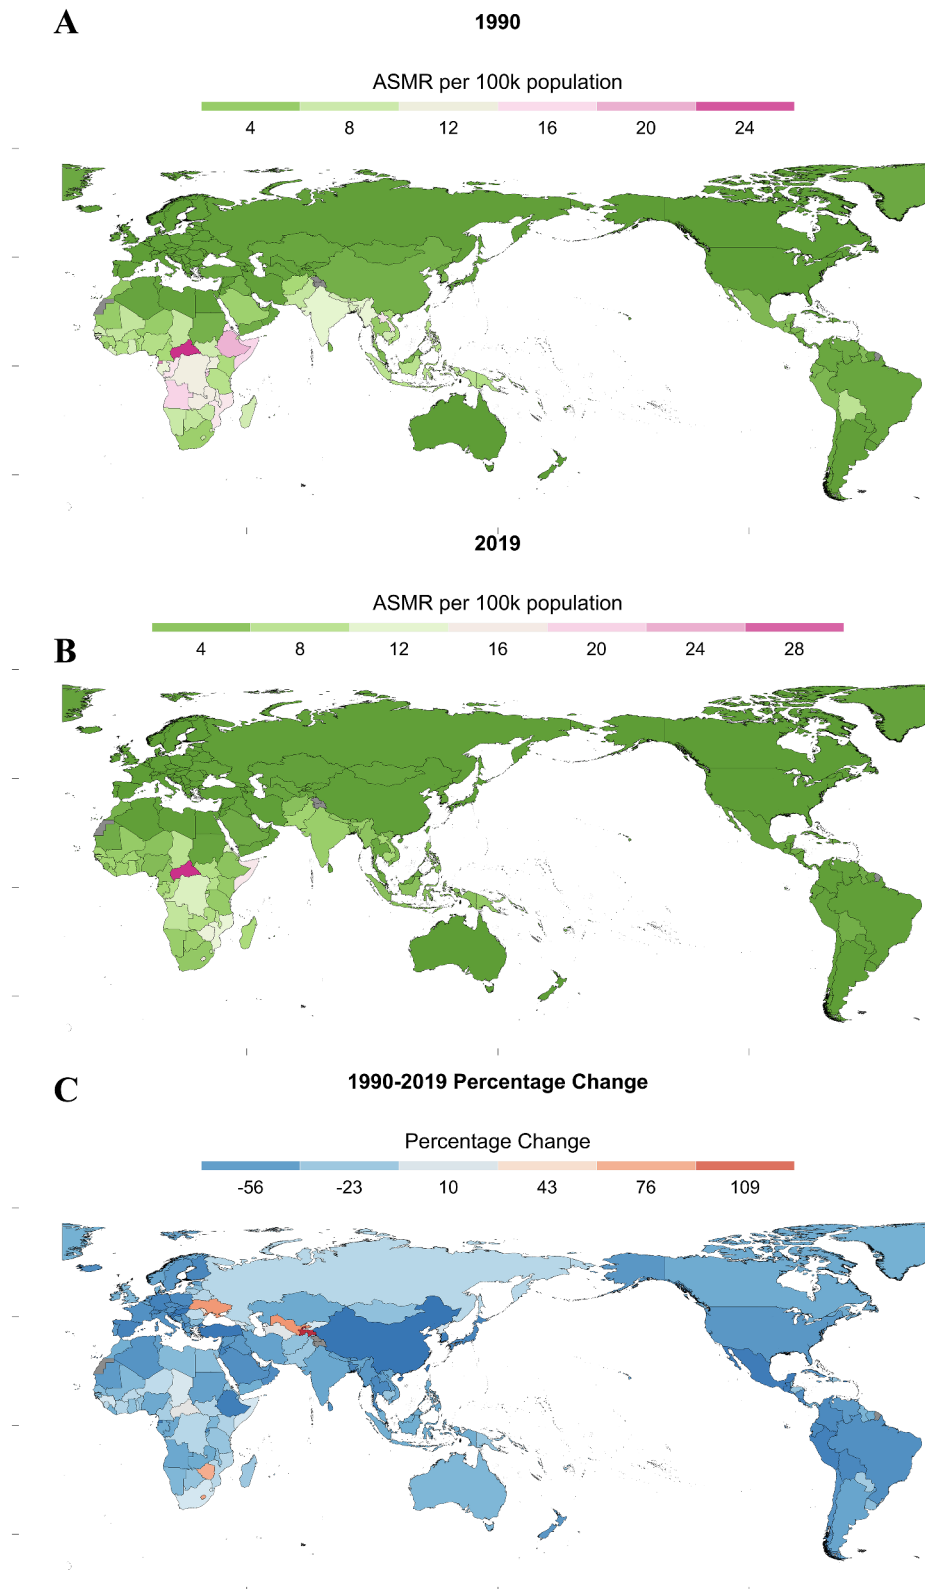 A
1990
ASMR per 100k population
4 8 12 16 20 24
2019
ASMR per 100k population
B
4 8 12 16 20 24 28
C
1990-2019 Percentage Change
Percentage Change
-56 -23 10 43 76 109